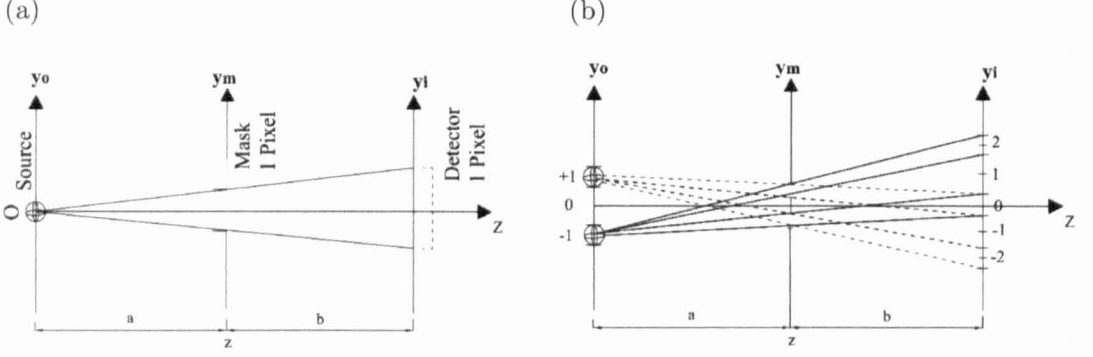 (a)
yo
ym
yi
Source
Mask
1 Pixel
Detector
1 Pixel
O
Z
a
b
z
(b)
yo
ym
yi
+1
0
-1
2
1
0
-1
-2
Z
a
b
z